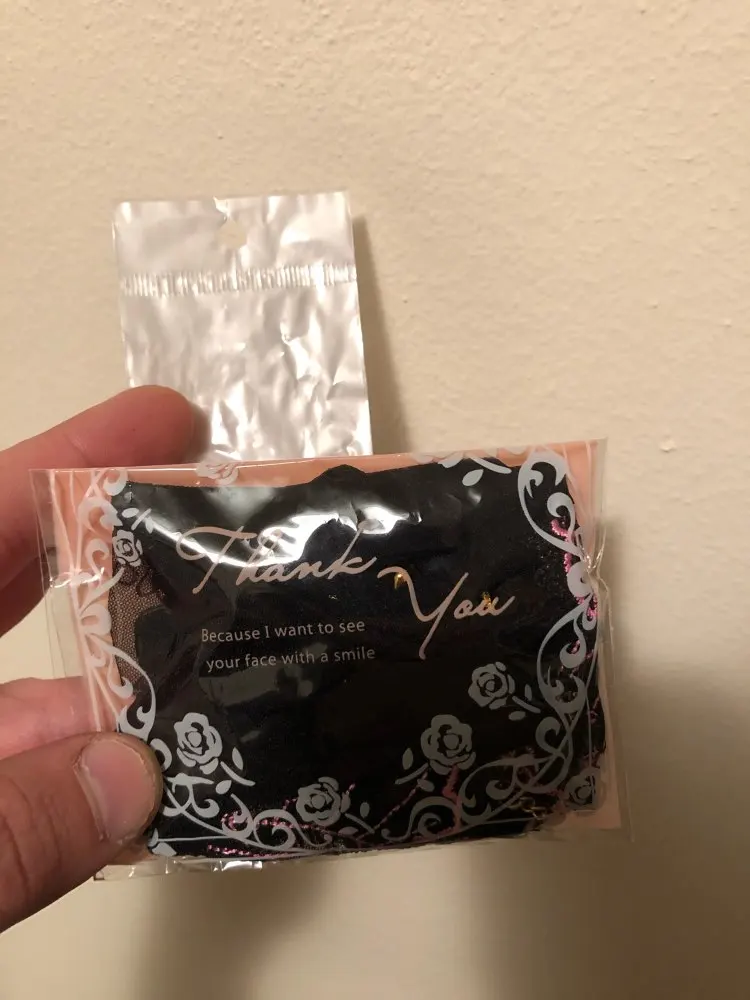 Thank
You
Because I want to see
your face with a smile